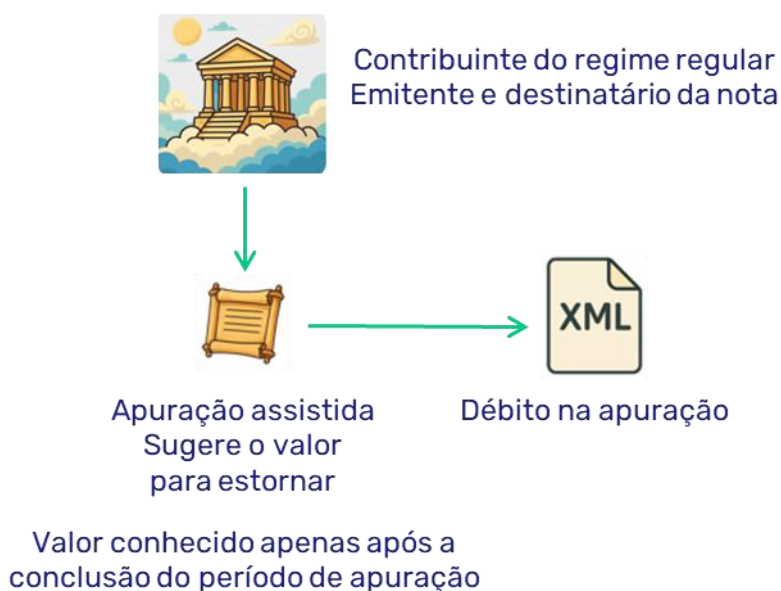 Contribuinte do regime regular
Emitente e destinatário da nota
XML
Apuração assistida
Sugere o valor
para estornar
Débito na apuração
Valor conhecido apenas após a
conclusão do período de apuração